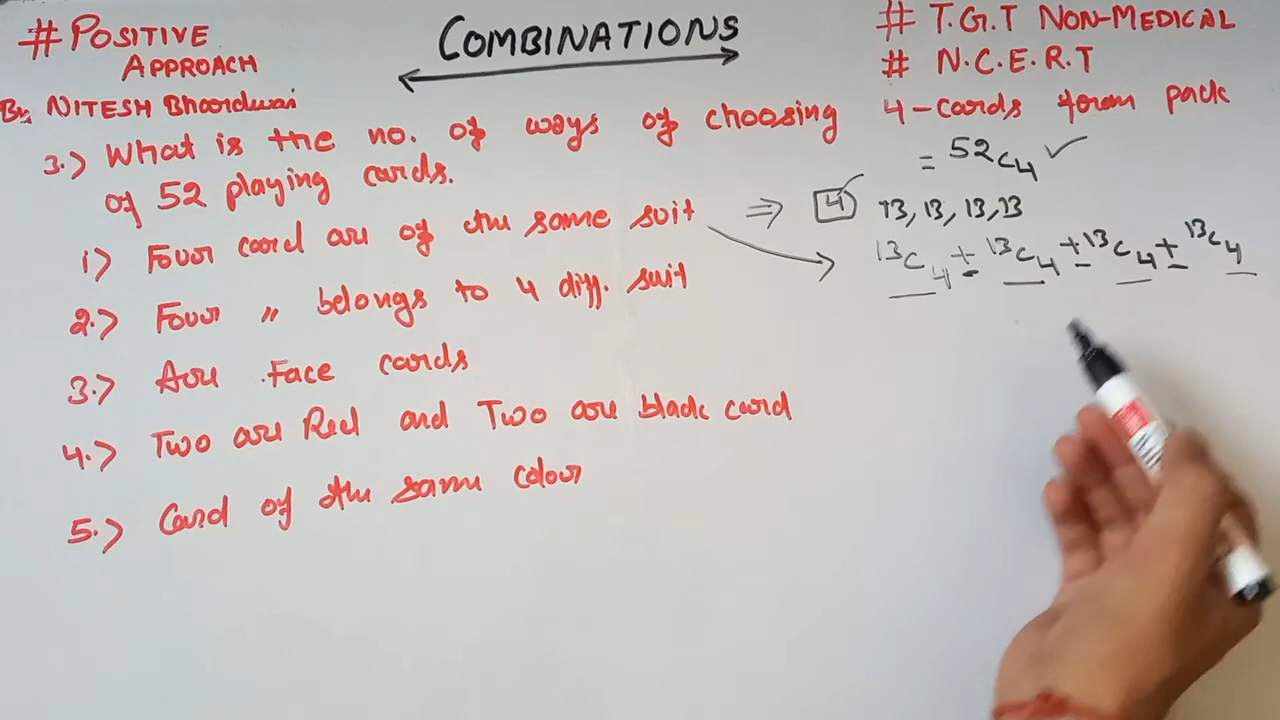 # POSITIVE APPROACH
By NITESH Bhardwaj
COMBINATIONS
# T.G.T NON-MEDICAL
# N.C.E.R.T
3.) What is the no. of ways of choosing 4-cards from pack
of 52 playing cards.
= 52C4 ✓
1) Four card are of the same suit ⇒ 4 13, 13, 13, 13
13C4 + 13C4 + 13C4 + 13C4
2.) Four " belongs to 4 diff. suit
3.) Are Face cards
4.) Two are Red and Two are black card
5.) Card of the same colour